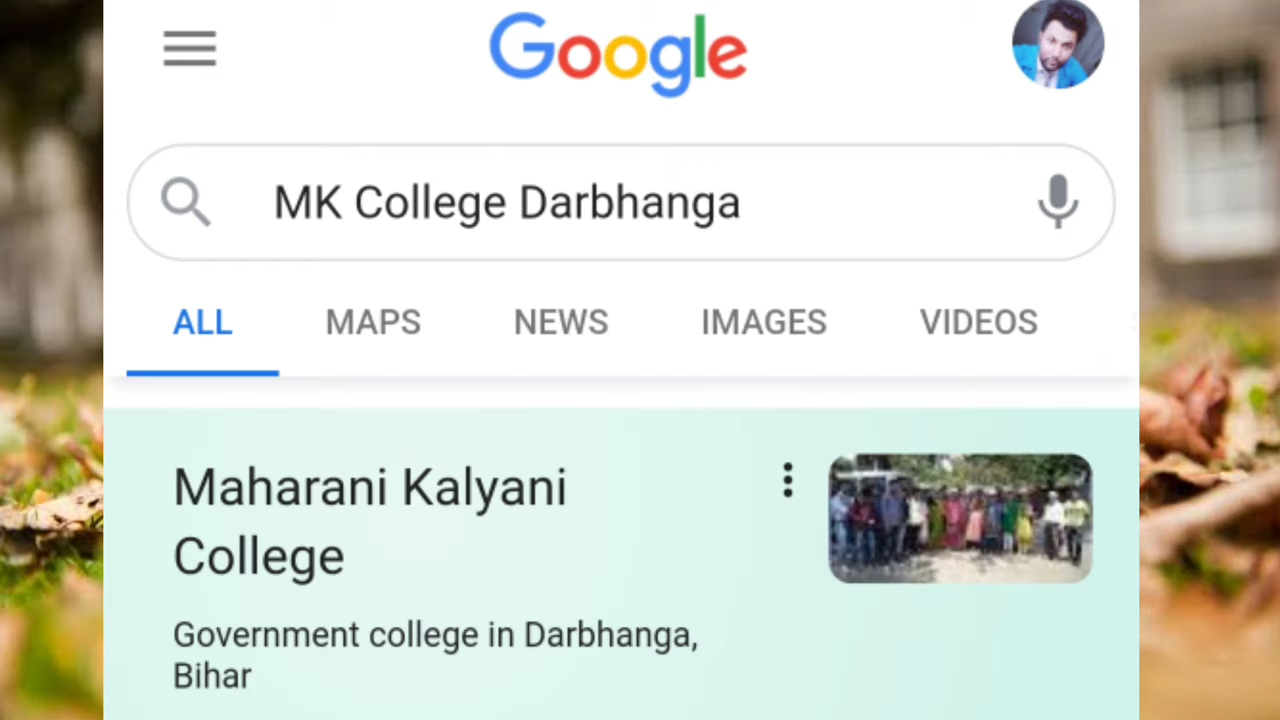 Google
MK College Darbhanga
ALL MAPS NEWS IMAGES VIDEOS
Maharani Kalyani
College
Government college in Darbhanga,
Bihar